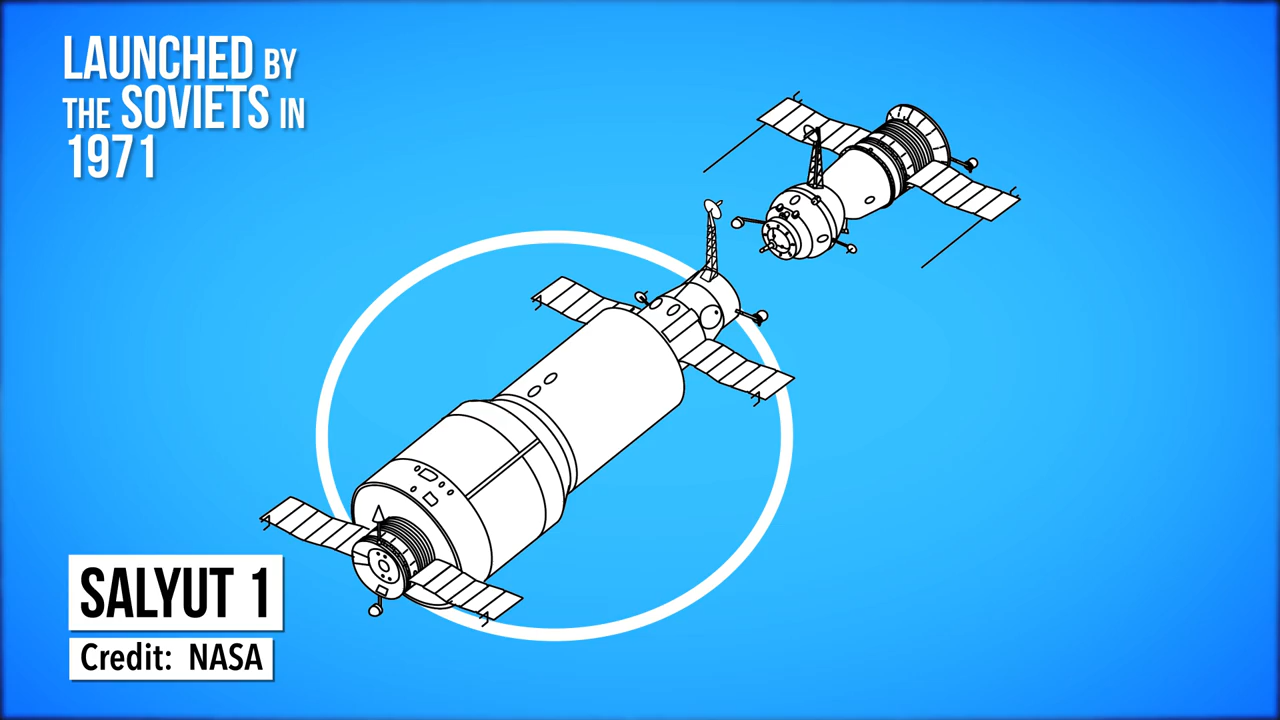 LAUNCHED BY
THE SOVIETS IN
1971
SALYUT 1
Credit: NASA